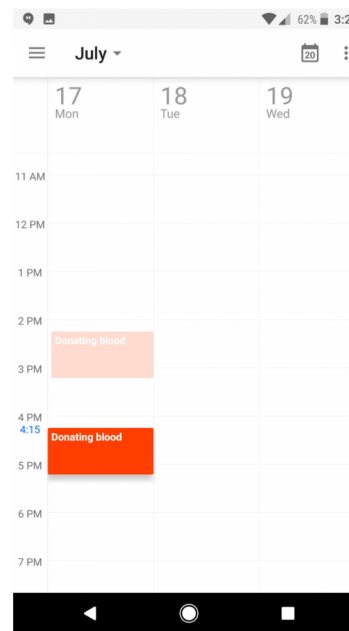 62% 3:2
July 20
17 18 19
Mon Tue Wed
11 AM
12 PM
1 PM
2 PM
Donating blood
3 PM
4 PM
4:15
Donating blood
5 PM
6 PM
7 PM